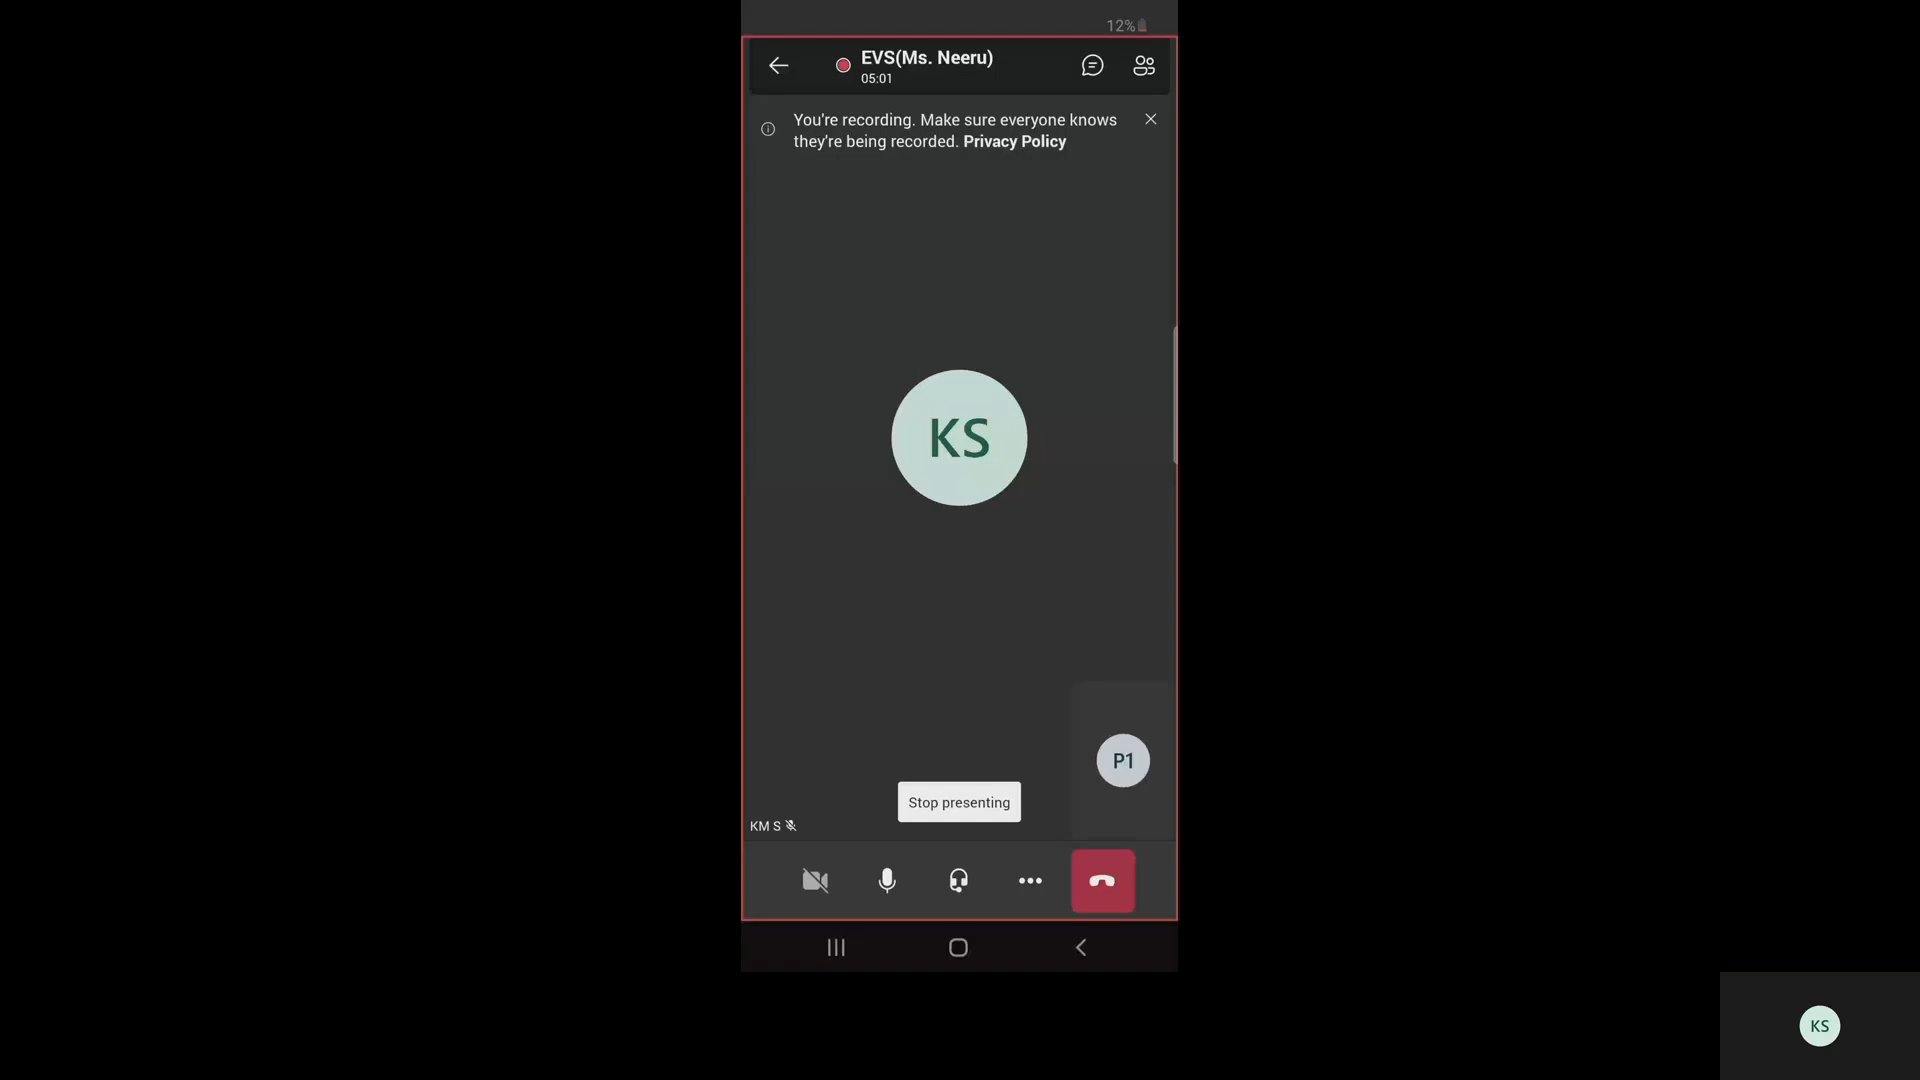 12%
EVS(Ms. Neeru)
05:01
You're recording. Make sure everyone knows
they're being recorded. Privacy Policy
KS
P1
Stop presenting
KM S
KS